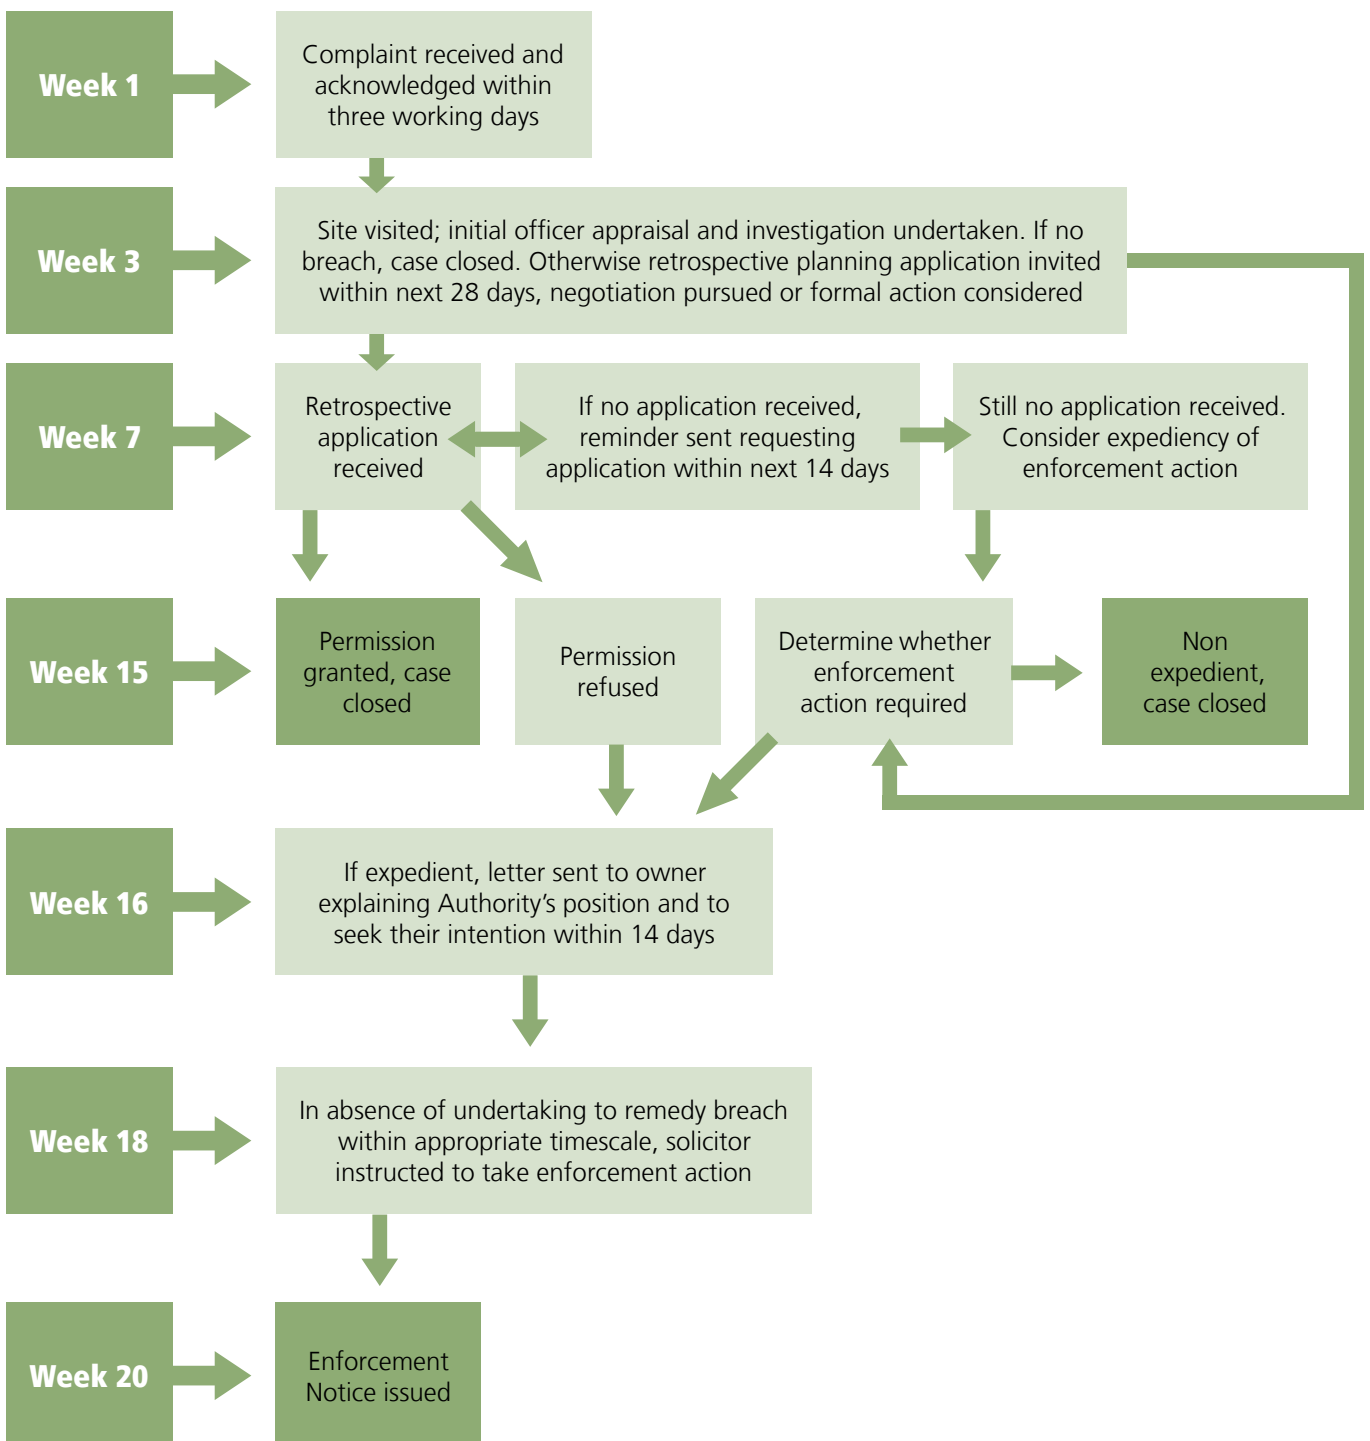 Week 1
Complaint received and
acknowledged within
three working days
Week 3
Site visited; initial officer appraisal and investigation undertaken. If no
breach, case closed. Otherwise retrospective planning application invited
within next 28 days, negotiation pursued or formal action considered
Week 7
Retrospective
application
received
If no application received,
reminder sent requesting
application within next 14 days
Still no application received.
Consider expediency of
enforcement action
Week 15
Permission
granted, case
closed
Permission
refused
Determine whether
enforcement
action required
Non
expedient,
case closed
Week 16
If expedient, letter sent to owner
explaining Authority's position and to
seek their intention within 14 days
Week 18
In absence of undertaking to remedy breach
within appropriate timescale, solicitor
instructed to take enforcement action
Week 20
Enforcement
Notice issued